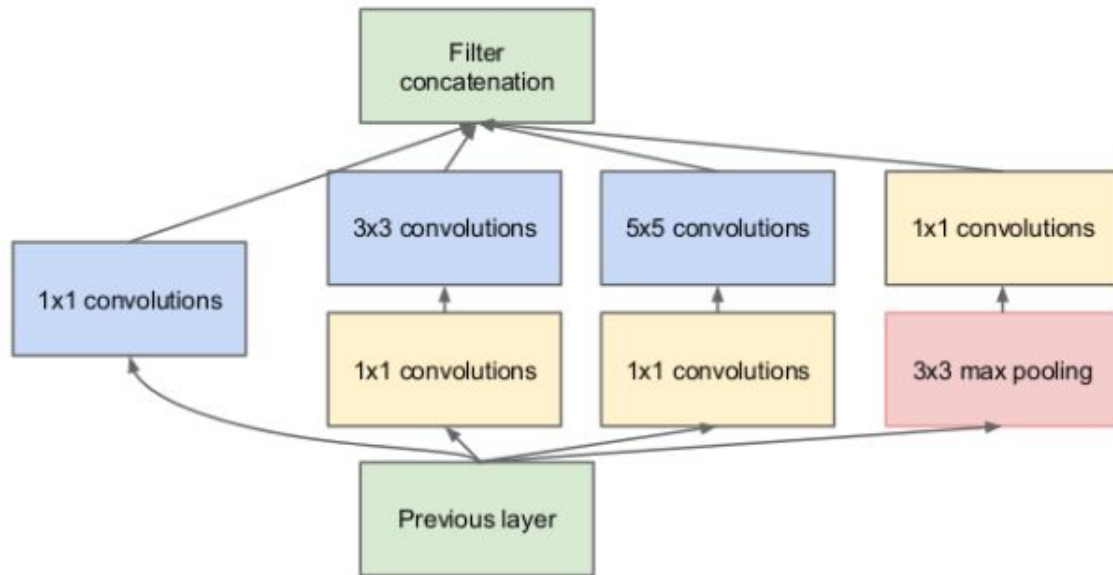 Filter
concatenation
3x3 convolutions
5x5 convolutions
1x1 convolutions
1x1 convolutions
1x1 convolutions
1x1 convolutions
3x3 max pooling
Previous layer